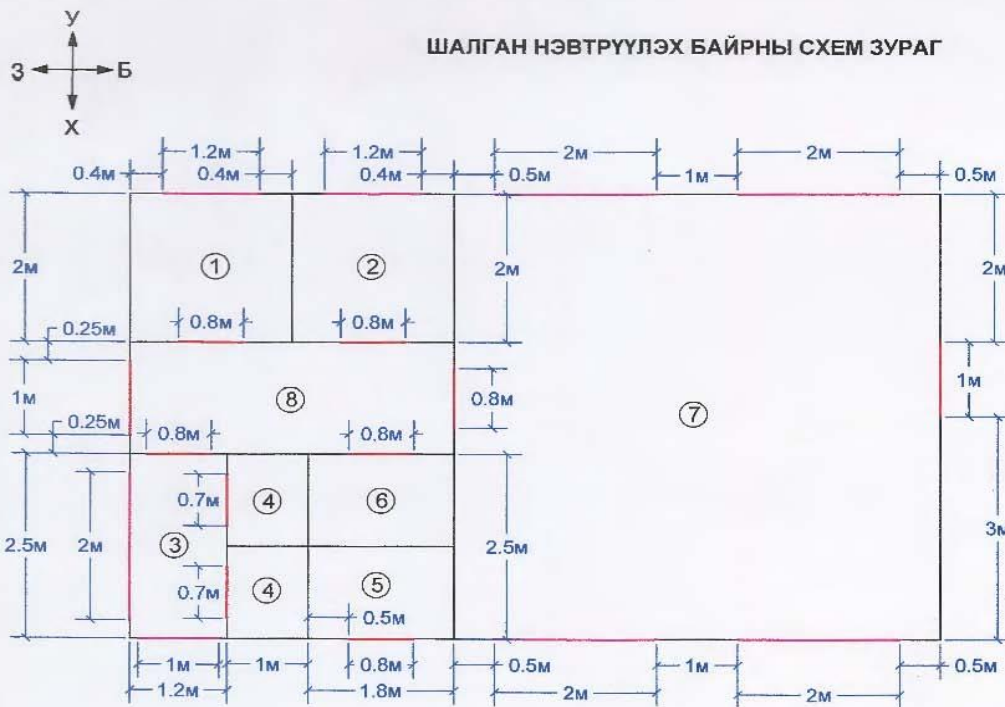 У
ШАЛГАН НЭВТРҮҮЛЭХ БАЙРНЫ СХЕМ ЗУРАГ
З Б
Х
1.2м 1.2м 2м 2м
0.4м 0.4м 0.4м 0.5м 1м 0.5м
2м 1 2 2м 2м
0.8м 0.8м
0.25м
1м 8 0.8м 7 1м
0.25м 0.8м 0.8м
0.7м 4 6
2.5м 2м 3 2.5м 3м
0.7м 4 5
0.5м
1м 1м 0.8м 0.5м 1м 0.5м
1.2м 1.8м 2м 2м